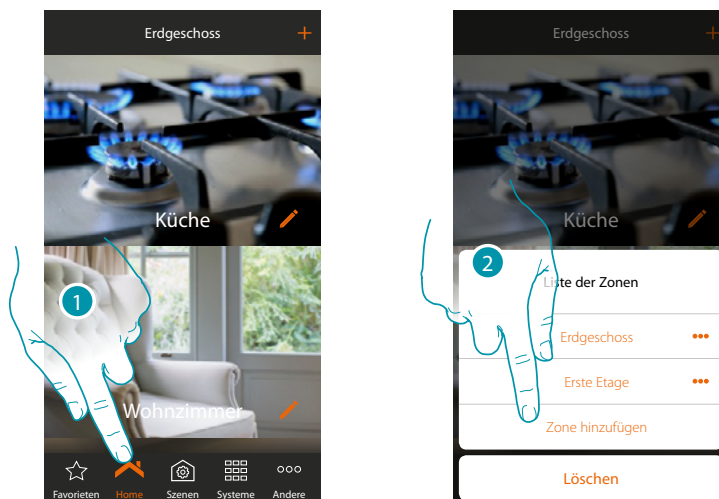 Erdgeschoss +
Küche
Wohnzimmer
Favorieten Home Szenen Systeme Andere
1
Erdgeschoss +
Küche
2
Liste der Zonen
Erdgeschoss
Erste Etage
Zone hinzufügen
Löschen